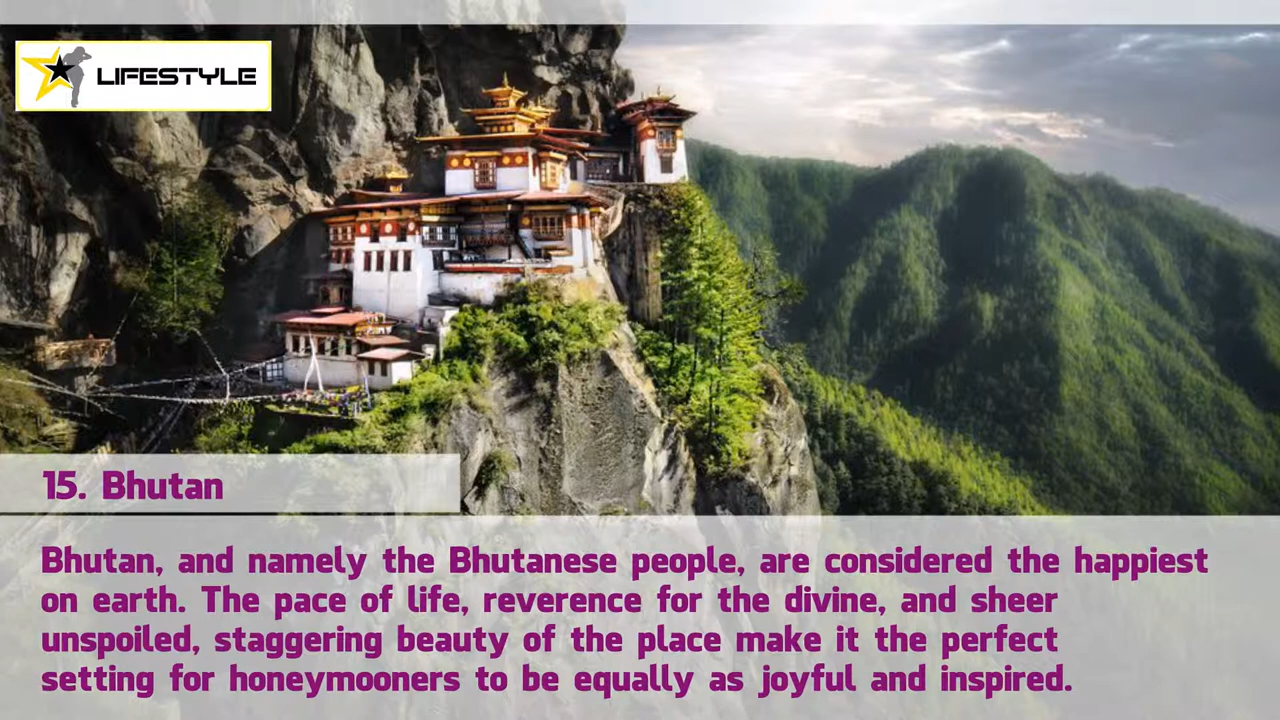 LIFESTYLE
15. Bhutan
Bhutan, and namely the Bhutanese people, are considered the happiest
on earth. The pace of life, reverence for the divine, and sheer
unspoiled, staggering beauty of the place make it the perfect
setting for honeymooners to be equally as joyful and inspired.